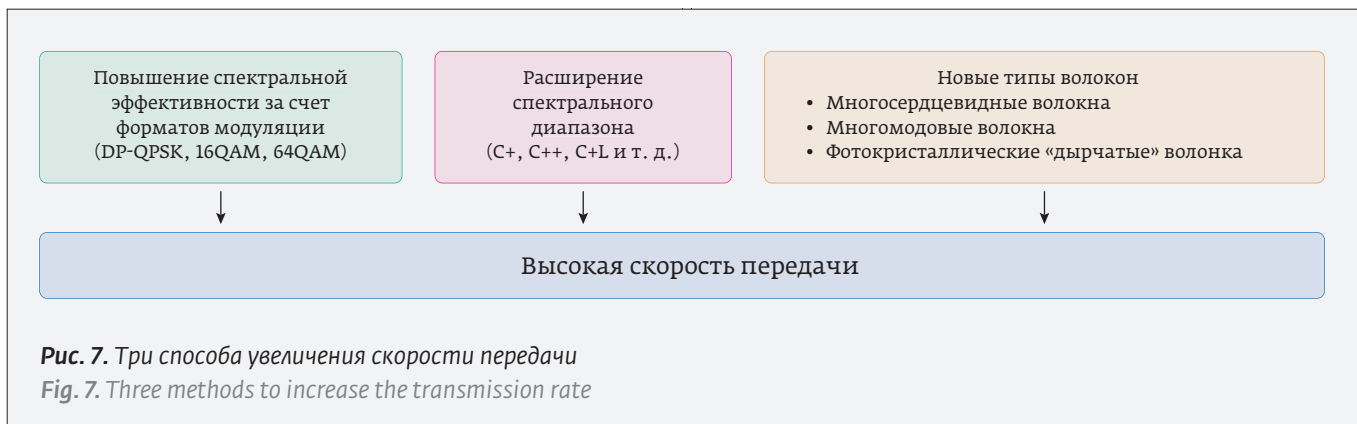 Повышение спектральной
эффективности за счет
форматов модуляции
(DP-QPSK, 16QAM, 64QAM)
Расширение
спектрального
диапазона
(C+, C++, C+L и т. д.)
Новые типы волокон
• Многосердцевидные волокна
• Многомодовые волокна
• Фотокристаллические «дырчатые» волонка
Высокая скорость передачи
Рис. 7. Три способа увеличения скорости передачи
Fig. 7. Three methods to increase the transmission rate